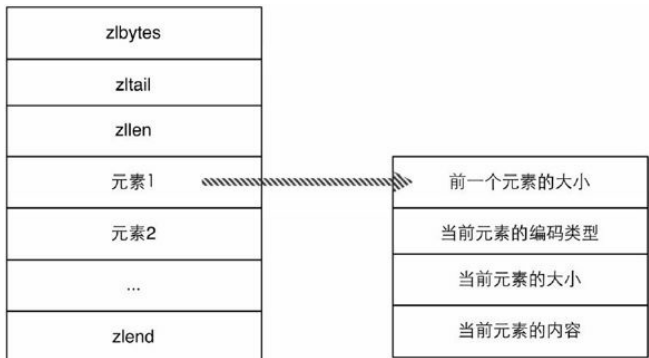 zlbytes
zltail
zllen
元素1
元素2
...
zlend
前一个元素的大小
当前元素的编码类型
当前元素的大小
当前元素的内容